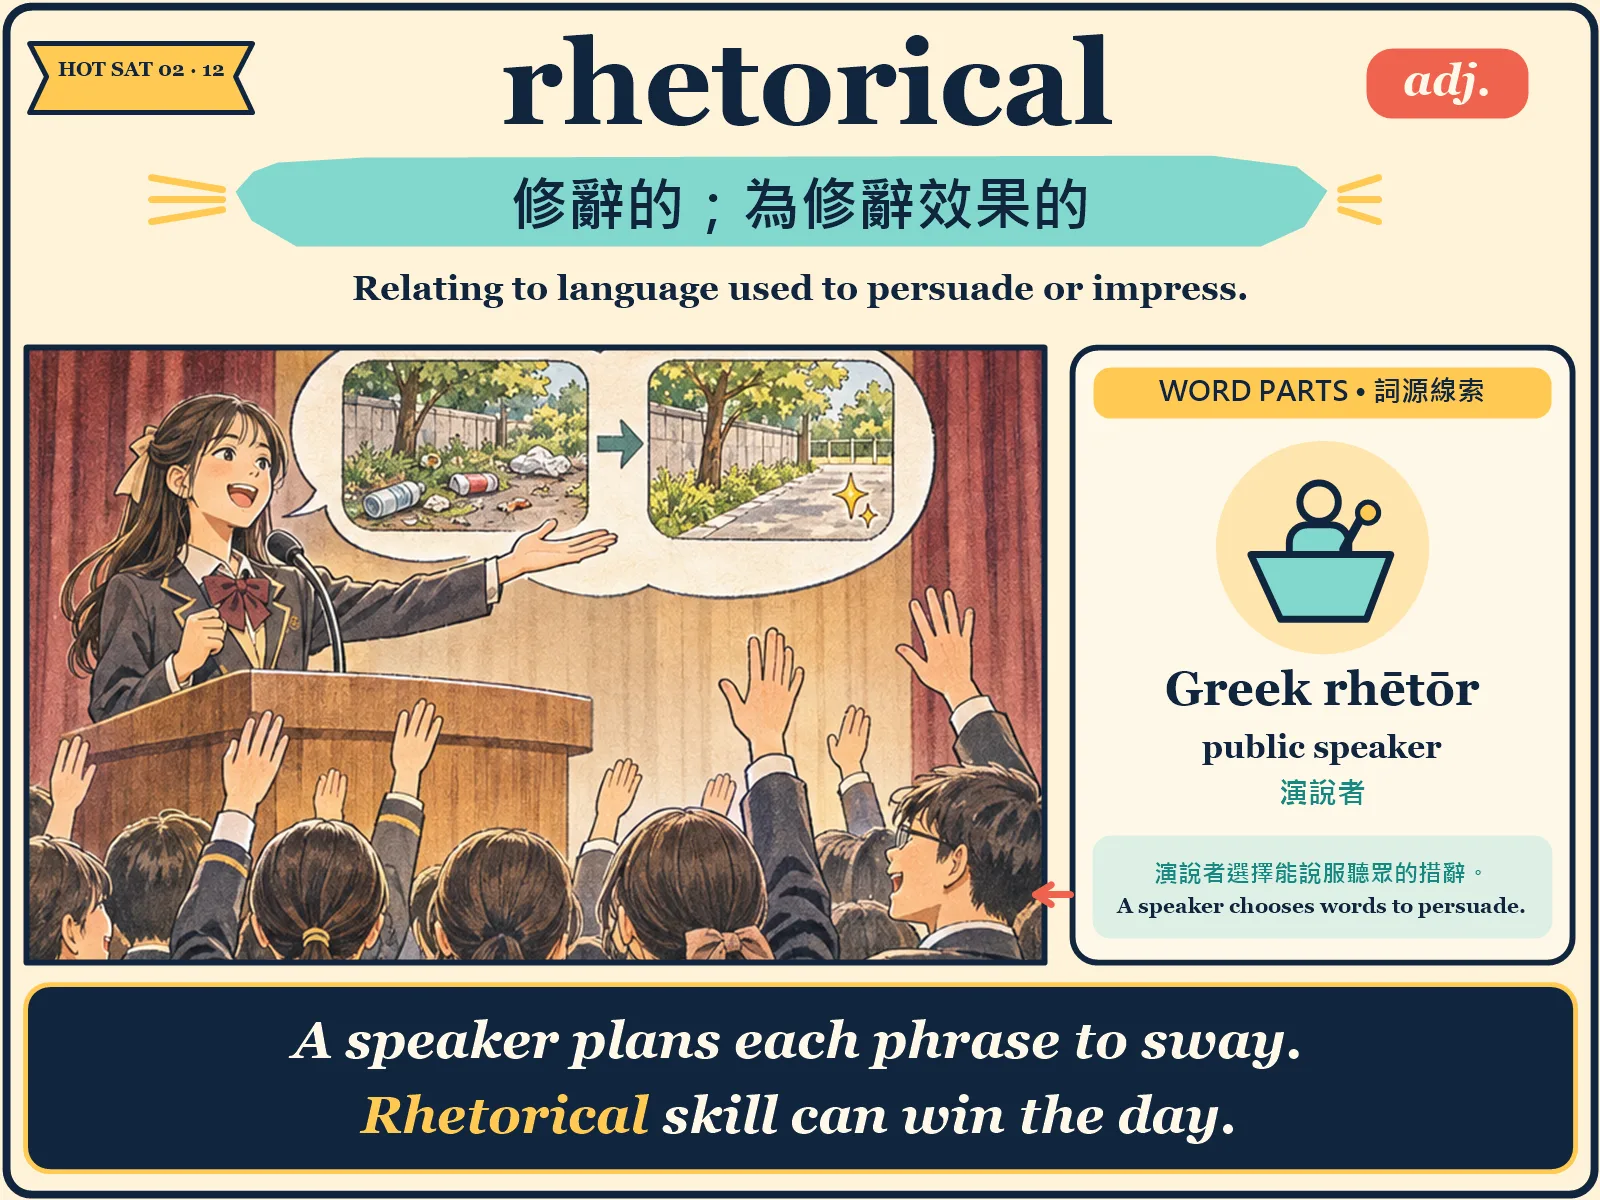 HOT SAT 02 · 12
rhetorical
adj.
修辭的；為修辭效果的
Relating to language used to persuade or impress.
WORD PARTS • 詞源線索
Greek rhētōr
public speaker
演說者
演說者選擇能說服聽眾的措辭。
A speaker chooses words to persuade.
A speaker plans each phrase to sway.
Rhetorical skill can win the day.